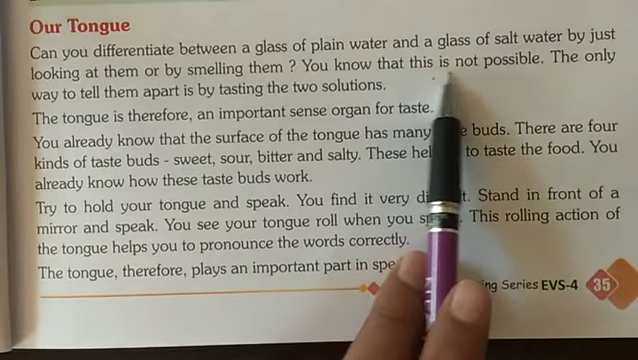 Our Tongue
Can you differentiate between a glass of plain water and a glass of salt water by just
looking at them or by smelling them ? You know that this is not possible. The only
way to tell them apart is by tasting the two solutions.
The tongue is therefore, an important sense organ for taste.
You already know that the surface of the tongue has many buds. There are four
kinds of taste buds - sweet, sour, bitter and salty. These to taste the food. You
already know how these taste buds work.
Try to hold your tongue and speak. You find it very Stand in front of a
mirror and speak. You see your tongue roll when you This rolling action of
the tongue helps you to pronounce the words correctly.
The tongue, therefore, plays an important part in
Series EVS-4 35